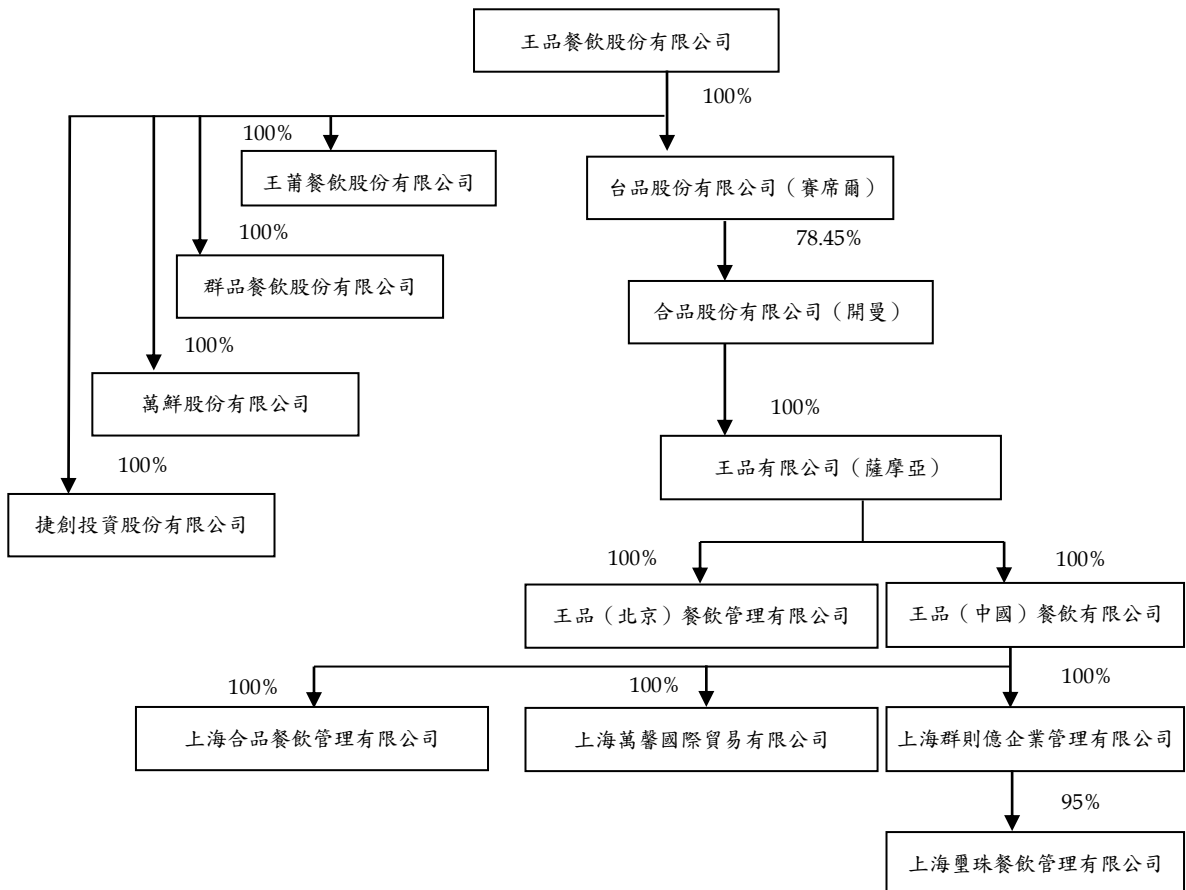 王品餐飲股份有限公司
100%
100%
王莆餐飲股份有限公司
台品股份有限公司（賽席爾）
100%
78.45%
群品餐飲股份有限公司
合品股份有限公司（開曼）
100%
萬鮮股份有限公司
100%
100%
王品有限公司（薩摩亞）
捷創投資股份有限公司
100%
100%
王品（北京）餐飲管理有限公司
王品（中國）餐飲有限公司
100%
100%
100%
上海合品餐飲管理有限公司
上海萬馨國際貿易有限公司
上海群則億企業管理有限公司
95%
上海璽珠餐飲管理有限公司